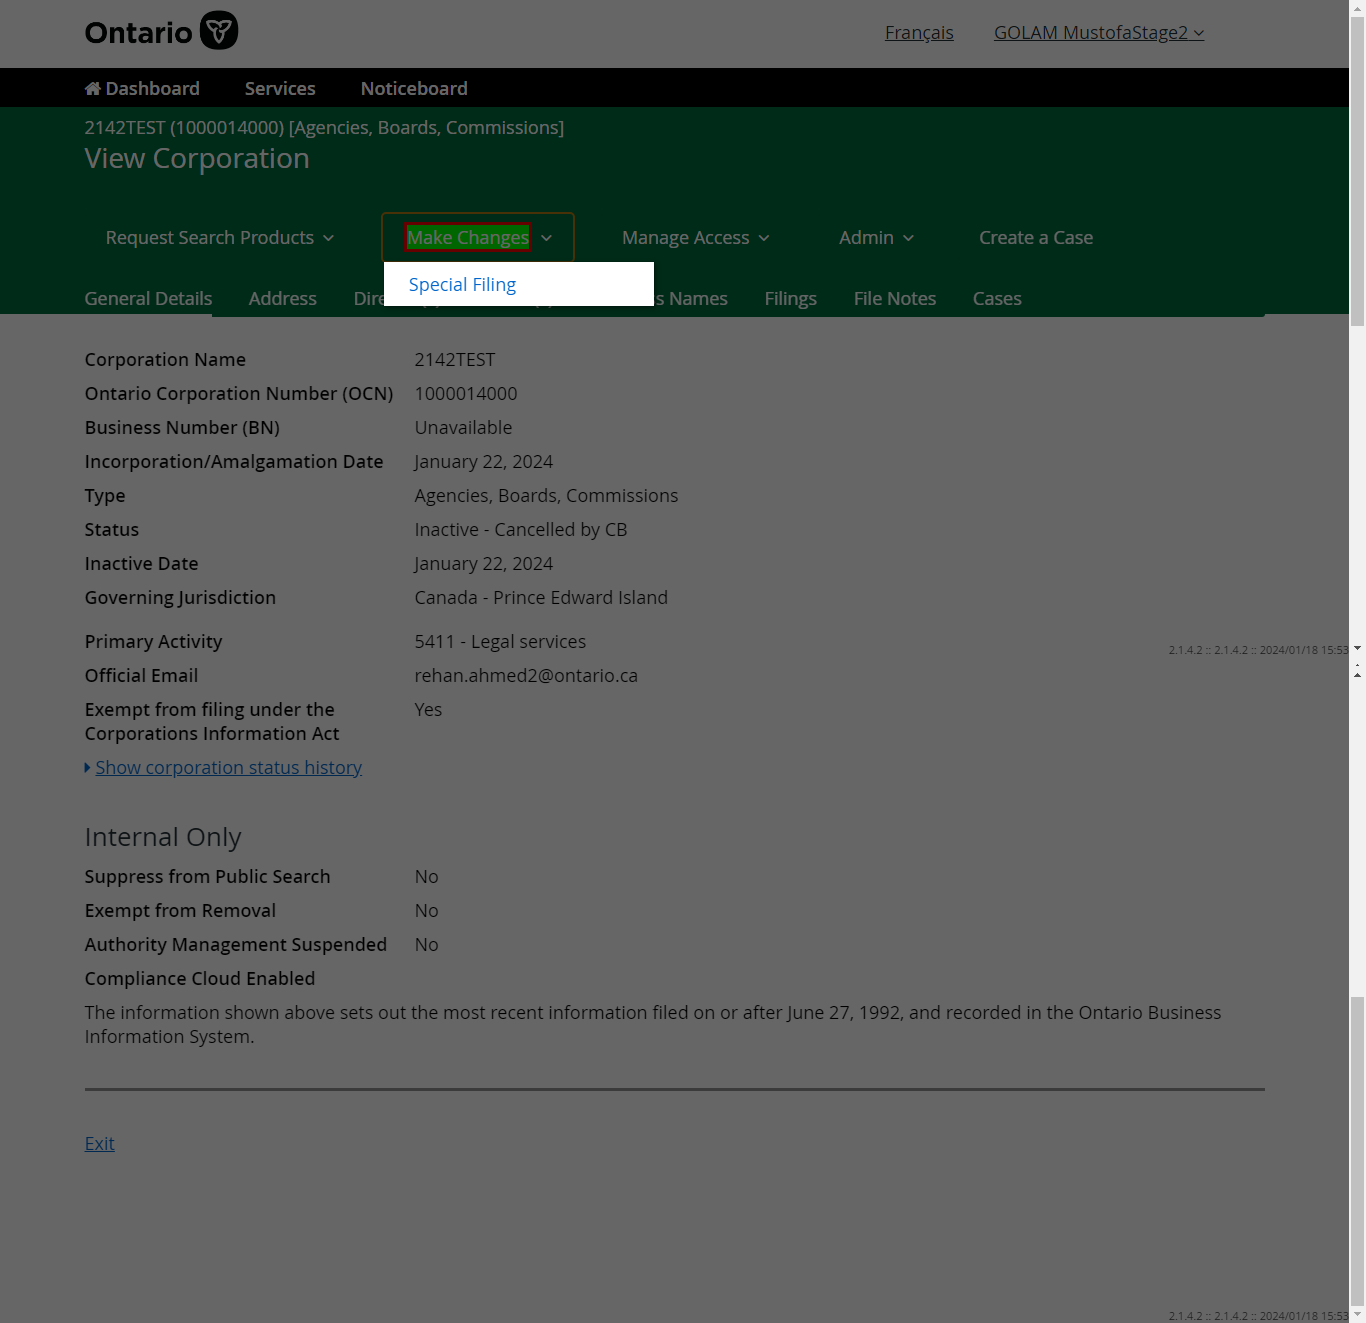 Ontario
Français GOLAM MustofaStage2
Dashboard Services Noticeboard
2142TEST (1000014000) [Agencies, Boards, Commissions]
View Corporation
Request Search Products Make Changes Manage Access Admin Create a Case
Special Filing
General Details Address Names Filings File Notes Cases
Corporation Name 2142TEST
Ontario Corporation Number (OCN) 1000014000
Business Number (BN) Unavailable
Incorporation/Amalgamation Date January 22, 2024
Type Agencies, Boards, Commissions
Status Inactive - Cancelled by CB
Inactive Date January 22, 2024
Governing Jurisdiction Canada - Prince Edward Island
Primary Activity 5411 - Legal services
2.1.4.2 :: 2.1.4.2 :: 2024/01/18 15:53
Official Email rehan.ahmed2@ontario.ca
Exempt from filing under the Yes
Corporations Information Act
Show corporation status history
Internal Only
Suppress from Public Search No
Exempt from Removal No
Authority Management Suspended No
Compliance Cloud Enabled
The information shown above sets out the most recent information filed on or after June 27, 1992, and recorded in the Ontario Business
Information System.
Exit
2.1.4.2 :: 2.1.4.2 :: 2024/01/18 15:53